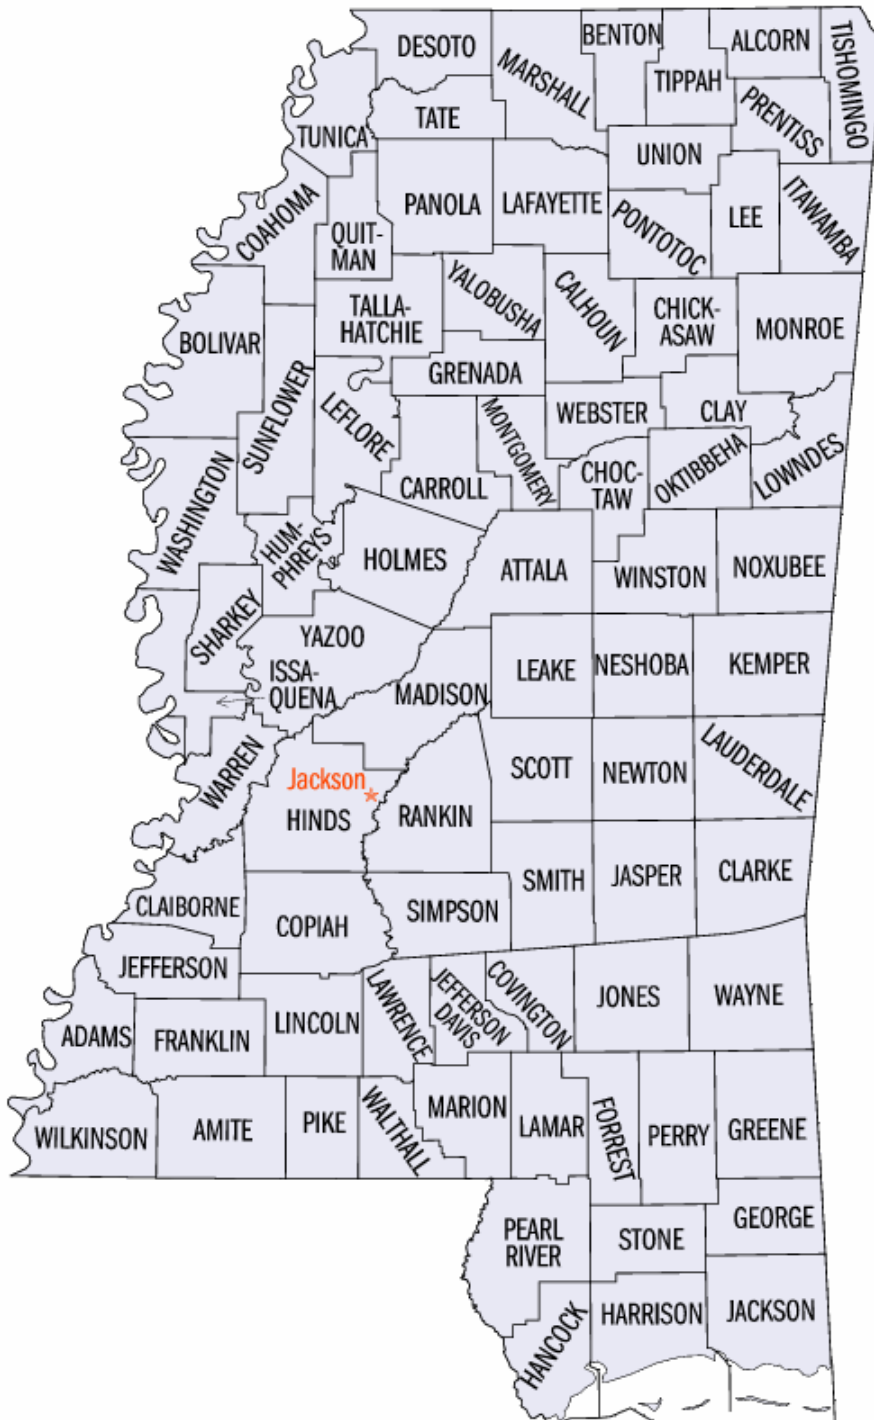 DESOTO
BENTON
ALCORN
TISHOMINGO
MARSHALL
TIPPAH
TUNICA
TATE
PRENTISS
UNION
COAHOMA
PANOLA
LAFAYETTE
PONTOTOC
LEE
ITAWAMBA
QUIT-
MAN
TALLA-
HATCHIE
YALOBUSHA
CALHOUN
CHICK-
ASAW
MONROE
BOLIVAR
SUNFLOWER
LEFLORE
GRENADA
MONTGOMERY
WEBSTER
CLAY
WASHINGTON
CARROLL
CHOC-
TAW
OKTIBBEHA
LOWNDES
HUM-
PHREYS
HOLMES
ATTALA
WINSTON
NOXUBEE
SHARKEY
YAZOO
ISSA-
QUENA
MADISON
LEAKE
NESHOBA
KEMPER
WARREN
Jackson
HINDS
RANKIN
SCOTT
NEWTON
LAUDERDALE
CLAIBORNE
COPIAH
SIMPSON
SMITH
JASPER
CLARKE
JEFFERSON
ADAMS
FRANKLIN
LINCOLN
LAWRENCE
JEFFERSON
DAVIS
COVINGTON
JONES
WAYNE
WILKINSON
AMITE
PIKE
WALTHALL
MARION
LAMAR
FORREST
PERRY
GREENE
PEARL
RIVER
STONE
GEORGE
HANCOCK
HARRISON
JACKSON